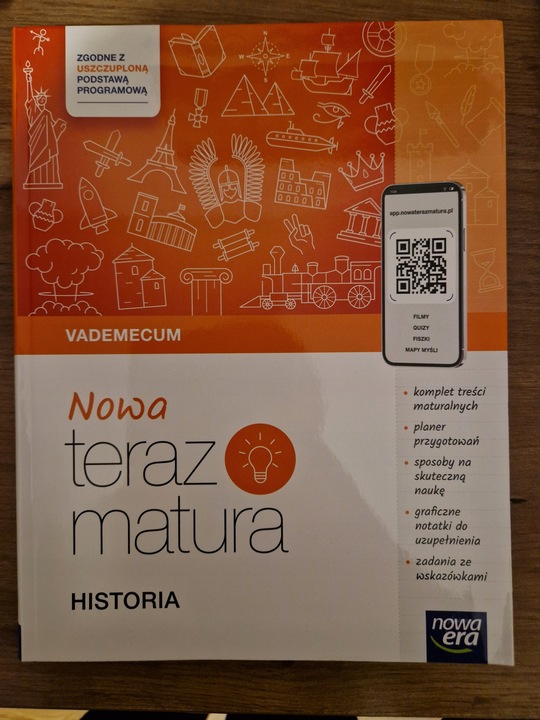 ZGODNE Z
USZCZUPLONĄ
PODSTAWĄ
PROGRAMOWĄ
N
W
E
S
app.nowaterazmatura.pl
FILMY
QUIZY
FISZKI
MAPY MYŚLI
VADEMECUM
Nowa
teraz
matura
HISTORIA
• komplet treści
maturalnych
• planer
przygotowań
• sposoby na
skuteczną
naukę
• graficzne
notatki do
uzupełnienia
• zadania ze
wskazówkami
nowa
era